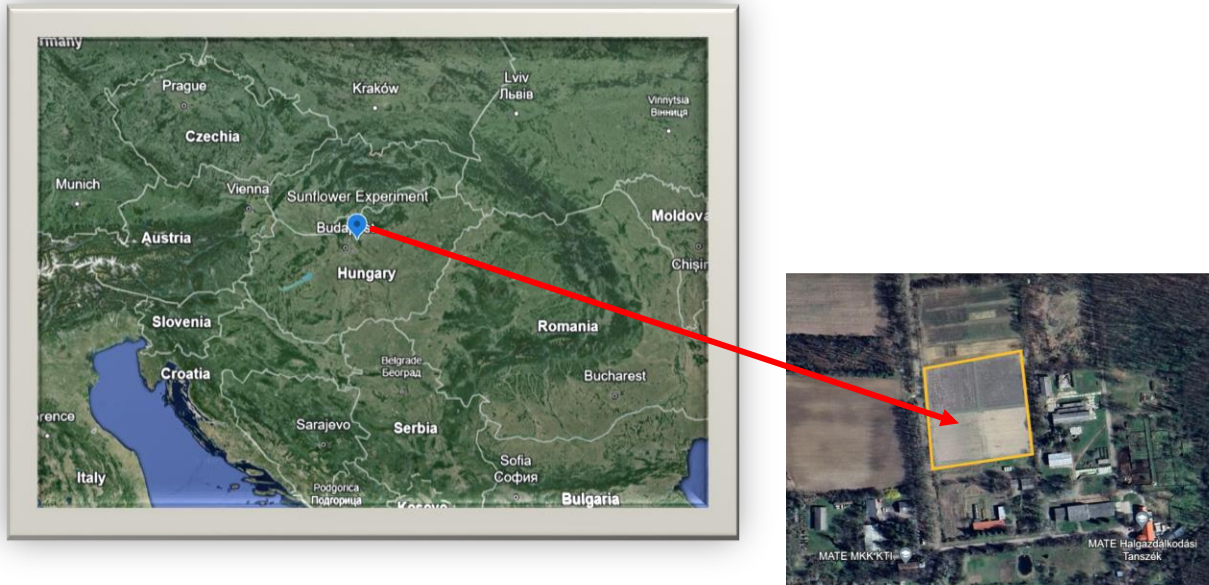 rmany
Prague
Kraków
Lviv
Львів
Vinnytsia
Вінниця
Czechia
Munich
Vienna
Sunflower Experiment
Moldova
Austria
Hungary
Chișin
Slovenia
Romania
Belgrade
Београд
Croatia
Bucharest
rence
Sarajevo
Serbia
Sofia
София
Italy
Podgorica
Подгорица
Kosovo
Bulgaria
MATE MKK KTI
MATE Halgazdálkodási
Tanszék